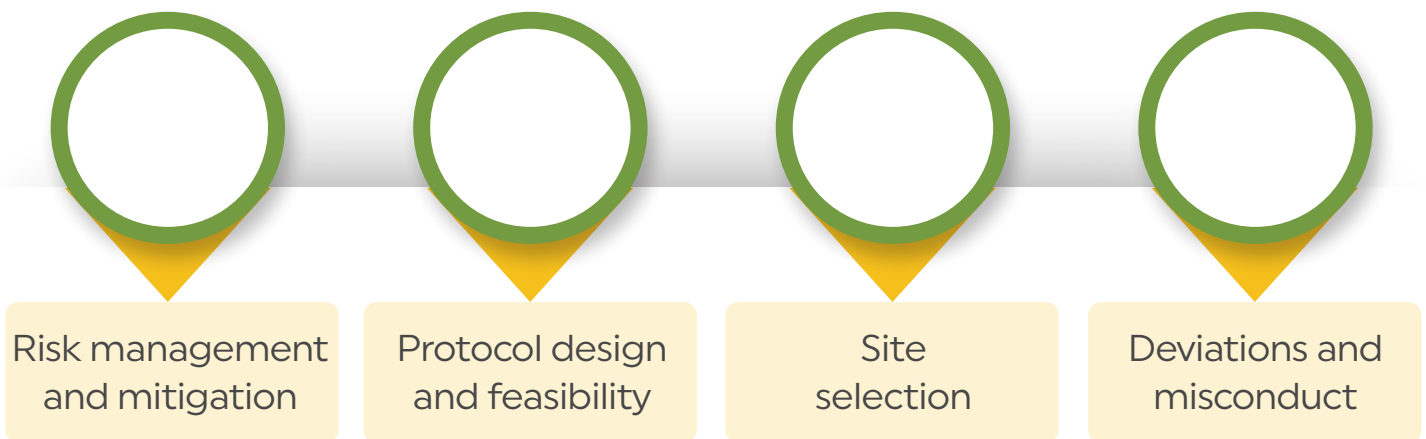 Risk management
and mitigation
Protocol design
and feasibility
Site
selection
Deviations and
misconduct